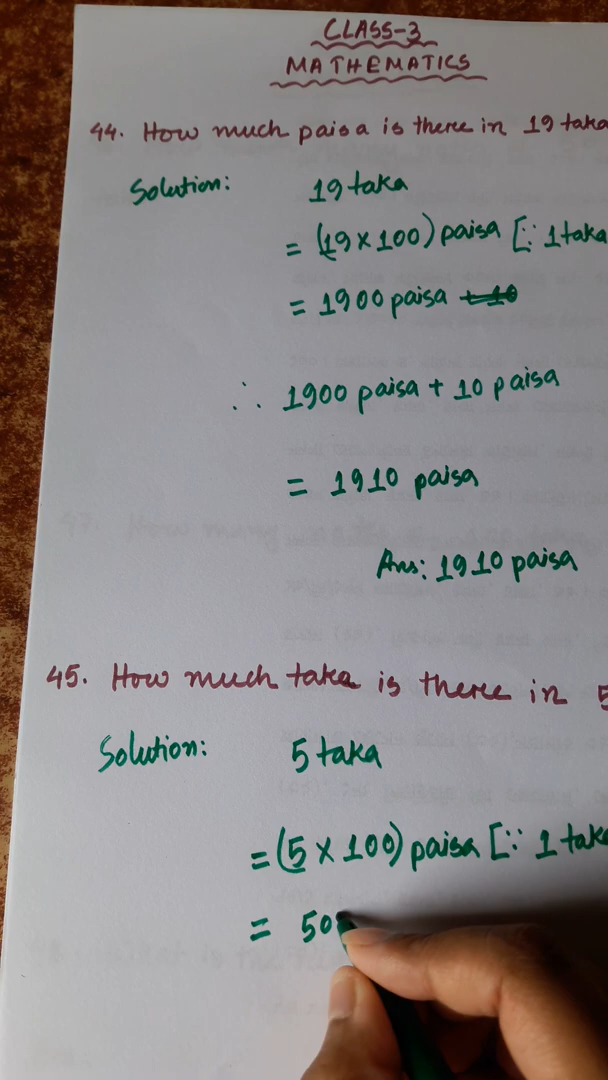 CLASS-3
MATHEMATICS
44. How much paisa is there in 19 taka
Solution: 19 taka
= (19 × 100) paisa [∵ 1 taka
= 1900 paisa + 10
∴ 1900 paisa + 10 paisa
= 1910 paisa
Ans: 1910 paisa
45. How much taka is there in 5
Solution: 5 taka
= (5 × 100) paisa [∵ 1 taka
= 50